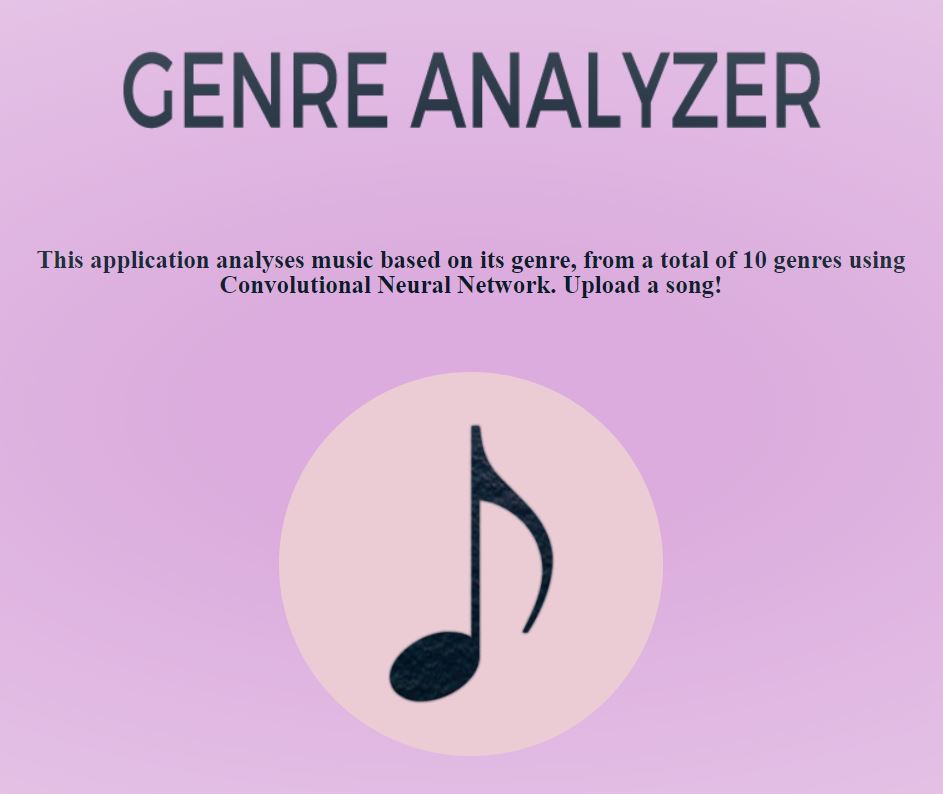 GENRE ANALYZER
This application analyses music based on its genre, from a total of 10 genres using
Convolutional Neural Network. Upload a song!